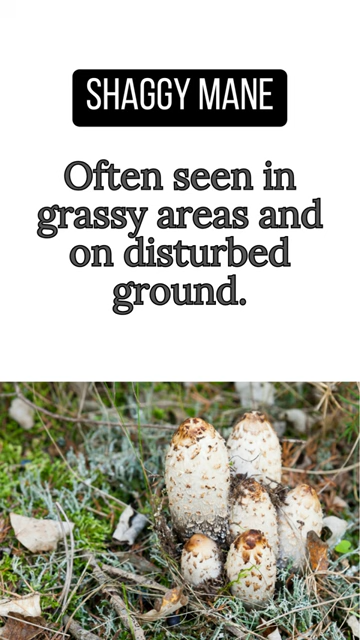 SHAGGY MANE
Often seen in
grassy areas and
on disturbed
ground.